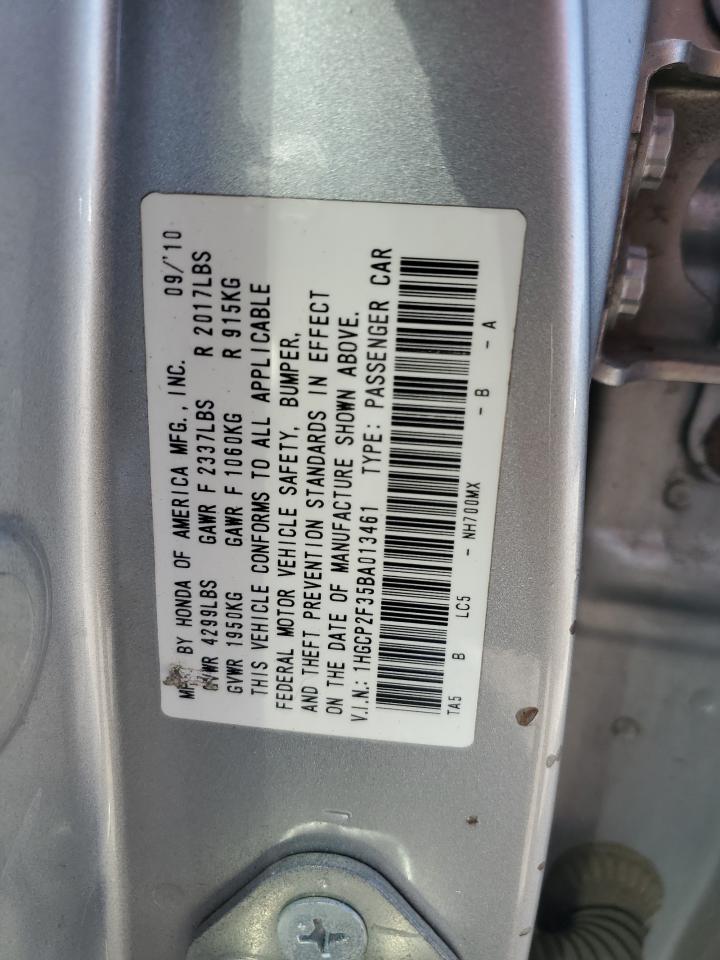 MFD. BY HONDA OF AMERICA MFG., INC. 09/'10
GVWR 4299LBS GAWR F 2337LBS R 2017LBS
GVWR 1950KG GAWR F 1060KG R 915KG
THIS VEHICLE CONFORMS TO ALL APPLICABLE
FEDERAL MOTOR VEHICLE SAFETY, BUMPER,
AND THEFT PREVENTION STANDARDS IN EFFECT
ON THE DATE OF MANUFACTURE SHOWN ABOVE.
V.I.N.: 1HGCP2F35BA013461 TYPE: PASSENGER CAR
TA5 B LC5 - NH700MX - B - A